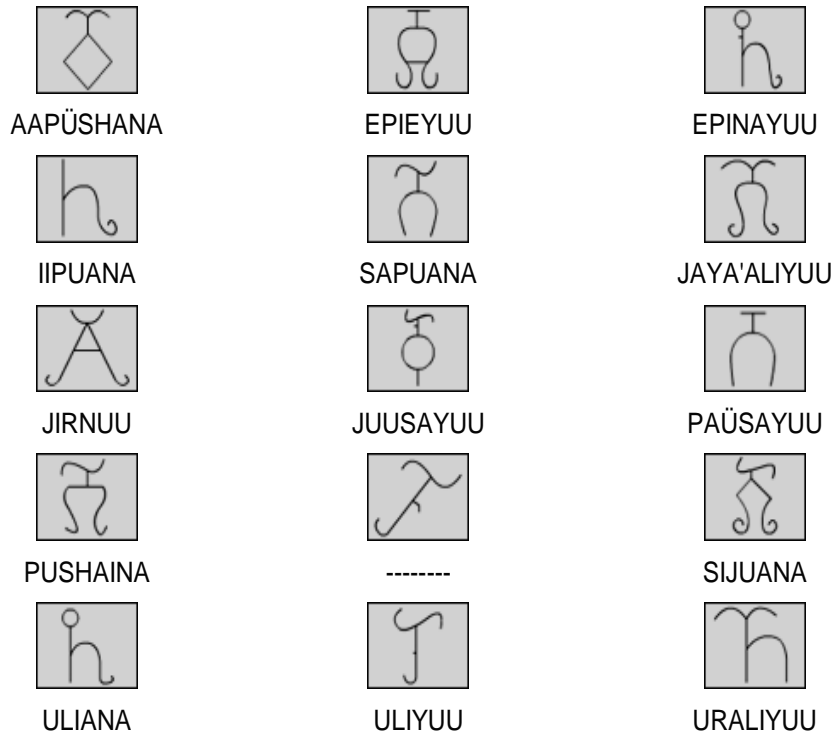 AAPÜSHANA EPIEYUU EPINAYUU
IIPUANA SAPUANA JAYA'ALIYUU
JIRNUU JUUSAYUU PAÜSAYUU
PUSHAINA -------- SIJUANA
ULIANA ULIYUU URALIYUU